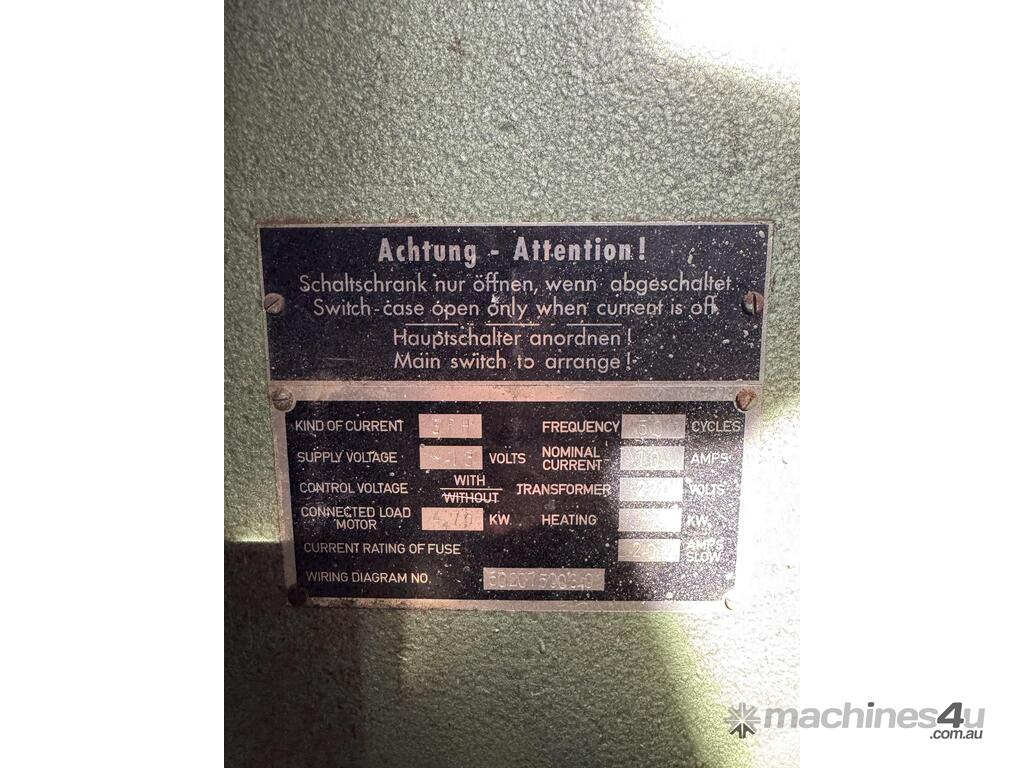 Achtung - Attention!
Schaltschrank nur öffnen, wenn abgeschaltet.
Switch-case open only when current is off.
Hauptschalter anordnen!
Main switch to arrange!
KIND OF CURRENT FREQUENCY 50 CYCLES
SUPPLY VOLTAGE VOLTS NOMINAL CURRENT AMPS
CONTROL VOLTAGE WITH WITHOUT TRANSFORMER VOLTS
CONNECTED LOAD MOTOR KW. HEATING KW.
CURRENT RATING OF FUSE 20 AMPS SLOW
WIRING DIAGRAM NO.
machines4u
.com.au